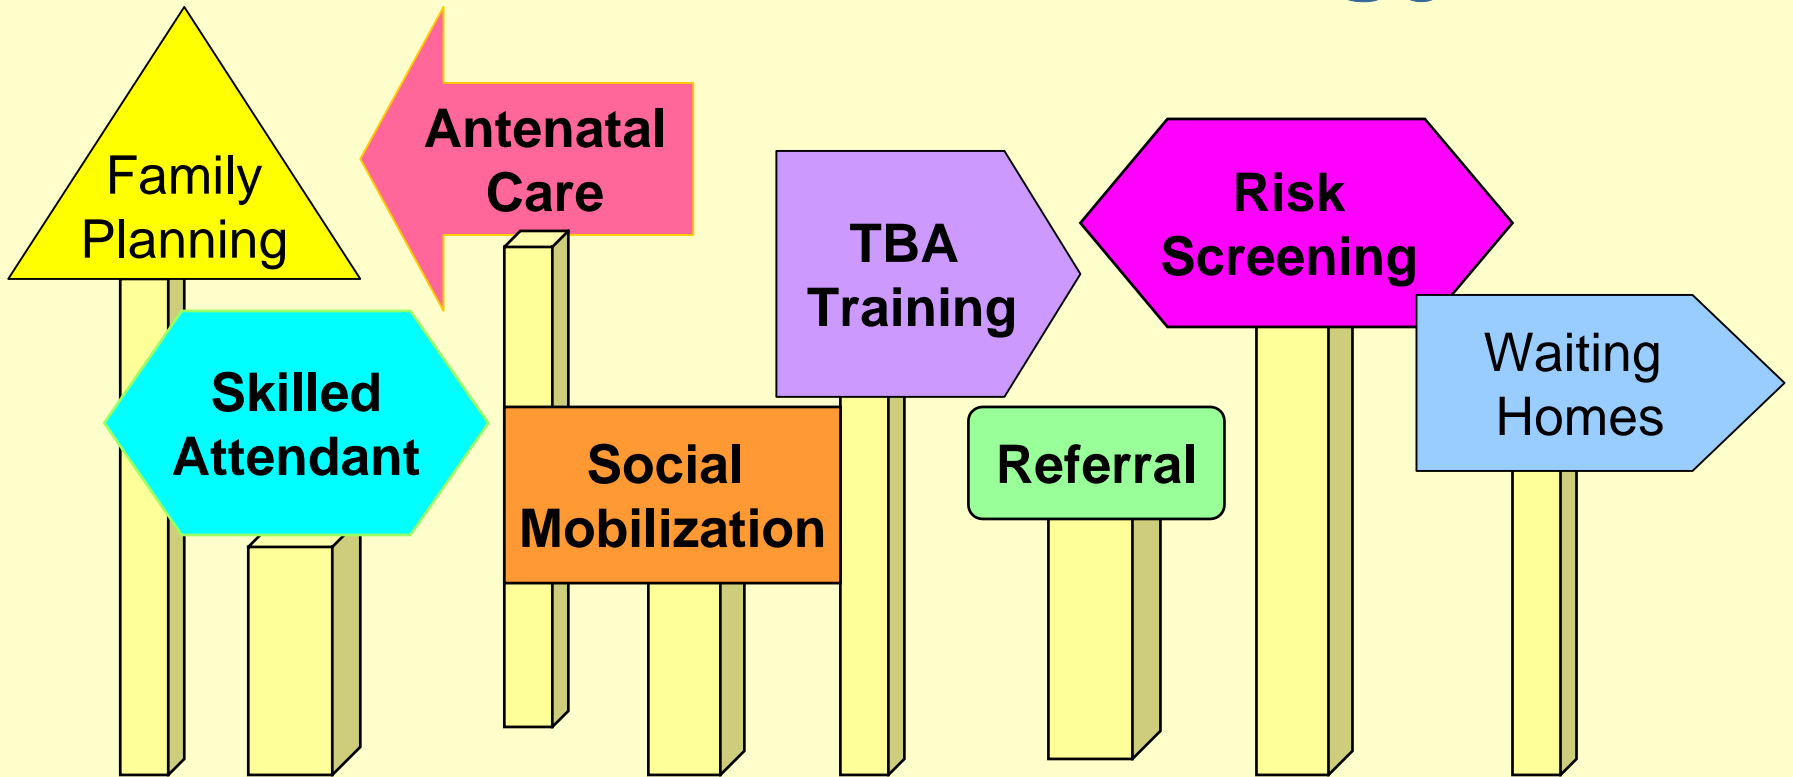 Family
Planning
Antenatal
Care
TBA
Training
Risk
Screening
Waiting
Homes
Skilled
Attendant
Social
Mobilization
Referral